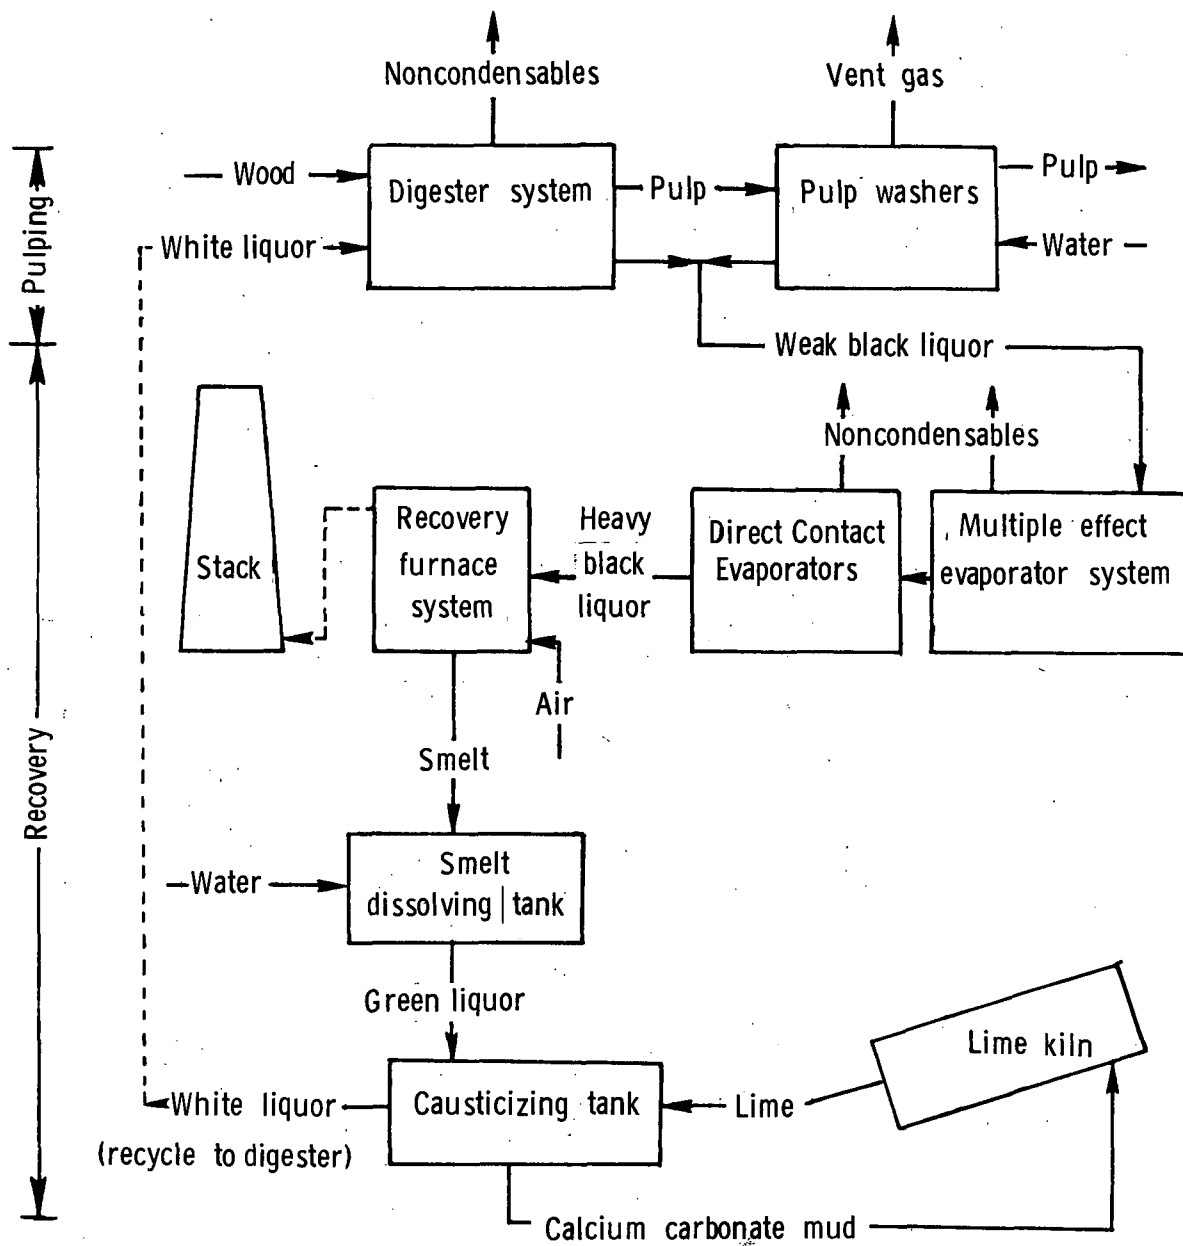 Noncondensables
Vent gas
Wood
Digester system
Pulp
Pulp washers
Pulp
White liquor
Water
Pulping
Weak black liquor
Noncondensables
Stack
Recovery
furnace
system
Heavy
black
liquor
Direct Contact
Evaporators
Multiple effect
evaporator system
Air
Smelt
Recovery
Water
Smelt
dissolving tank
Green liquor
Lime kiln
White liquor
(recycle to digester)
Causticizing tank
Lime
Calcium carbonate mud